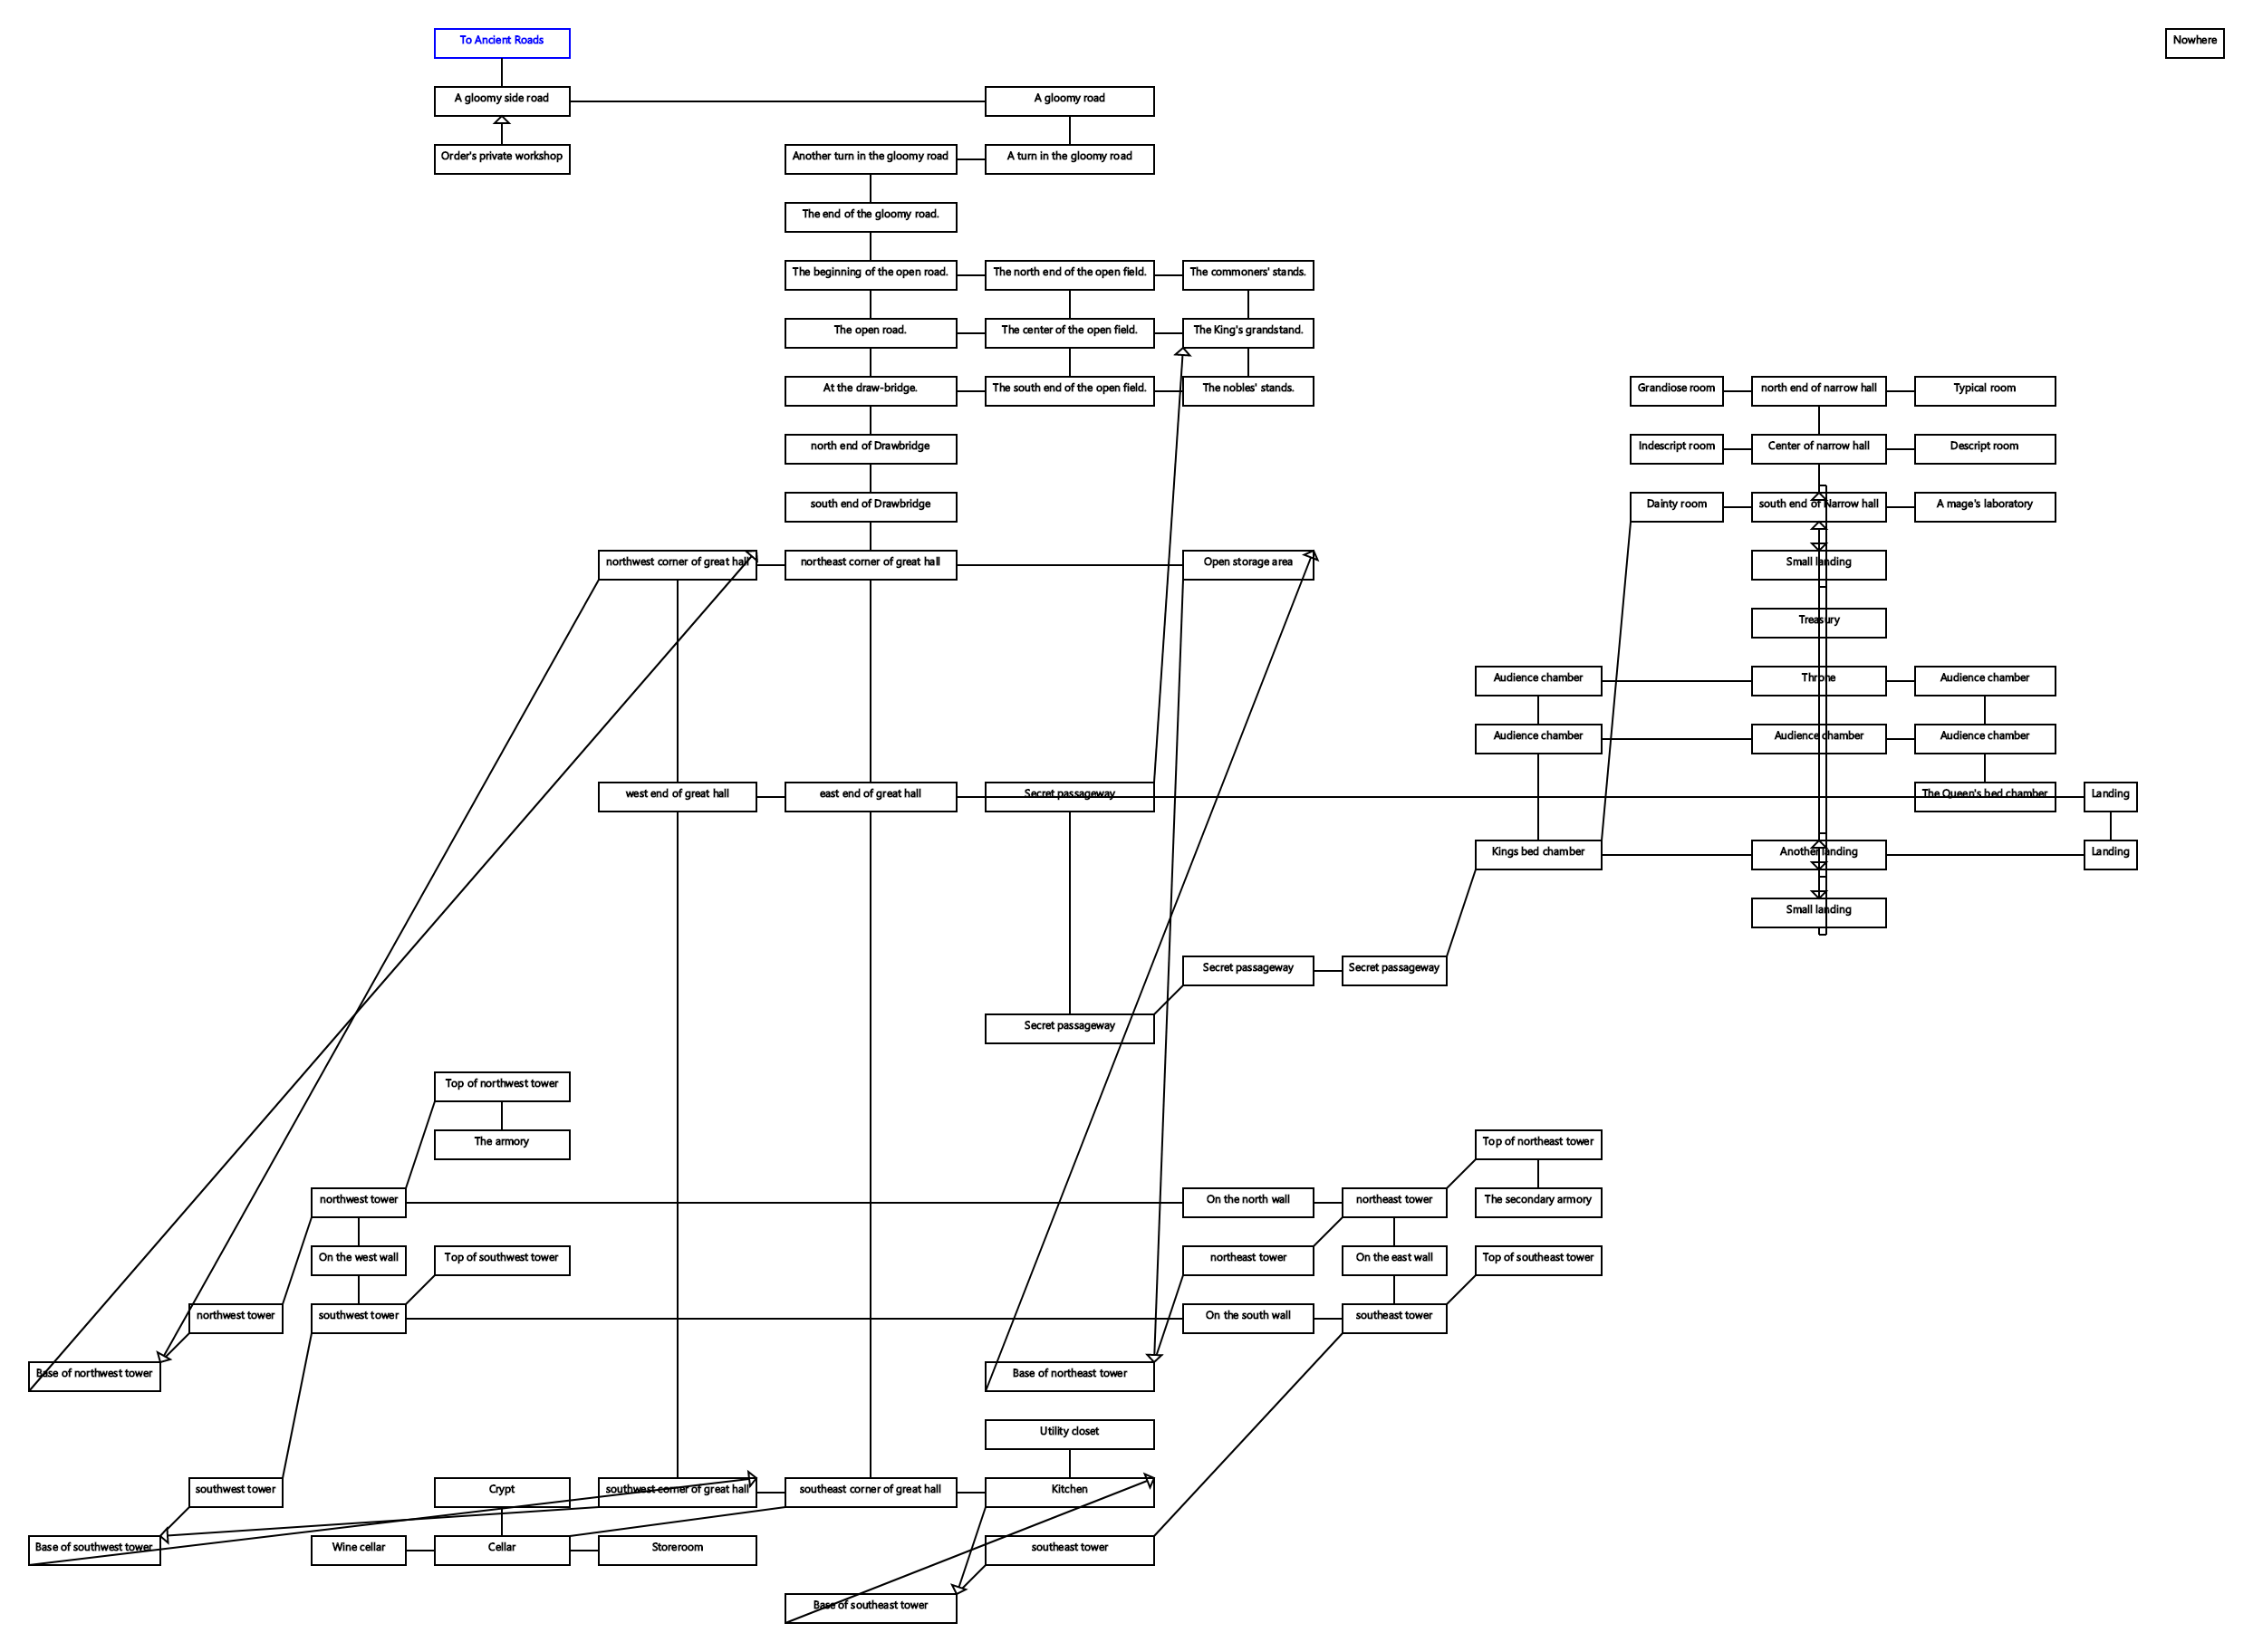 To Ancient Roads
Nowhere
A gloomy side road
A gloomy road
Order's private workshop
Another turn in the gloomy road
A turn in the gloomy road
The end of the gloomy road.
The beginning of the open road.
The north end of the open field.
The commoners' stands.
The open road.
The center of the open field.
The King's grandstand.
At the draw-bridge.
The south end of the open field.
The nobles' stands.
Grandiose room
north end of narrow hall
Typical room
north end of Drawbridge
Indescript room
Center of narrow hall
Descript room
south end of Drawbridge
Dainty room
south end of Narrow hall
A mage's laboratory
northwest corner of great hall
northeast corner of great hall
Open storage area
Small landing
Treasury
Audience chamber
Throne
Audience chamber
Audience chamber
Audience chamber
Audience chamber
west end of great hall
east end of great hall
Secret passageway
The Queen's bed chamber
Landing
Kings bed chamber
Another landing
Landing
Small landing
Secret passageway
Secret passageway
Secret passageway
Top of northwest tower
The armory
Top of northeast tower
northwest tower
On the north wall
northeast tower
The secondary armory
On the west wall
Top of southwest tower
northeast tower
On the east wall
Top of southeast tower
northwest tower
southwest tower
On the south wall
southeast tower
Base of northwest tower
Base of northeast tower
Utility closet
southwest tower
Crypt
southwest corner of great hall
southeast corner of great hall
Kitchen
Base of southwest tower
Wine cellar
Cellar
Storeroom
southeast tower
Base of southeast tower